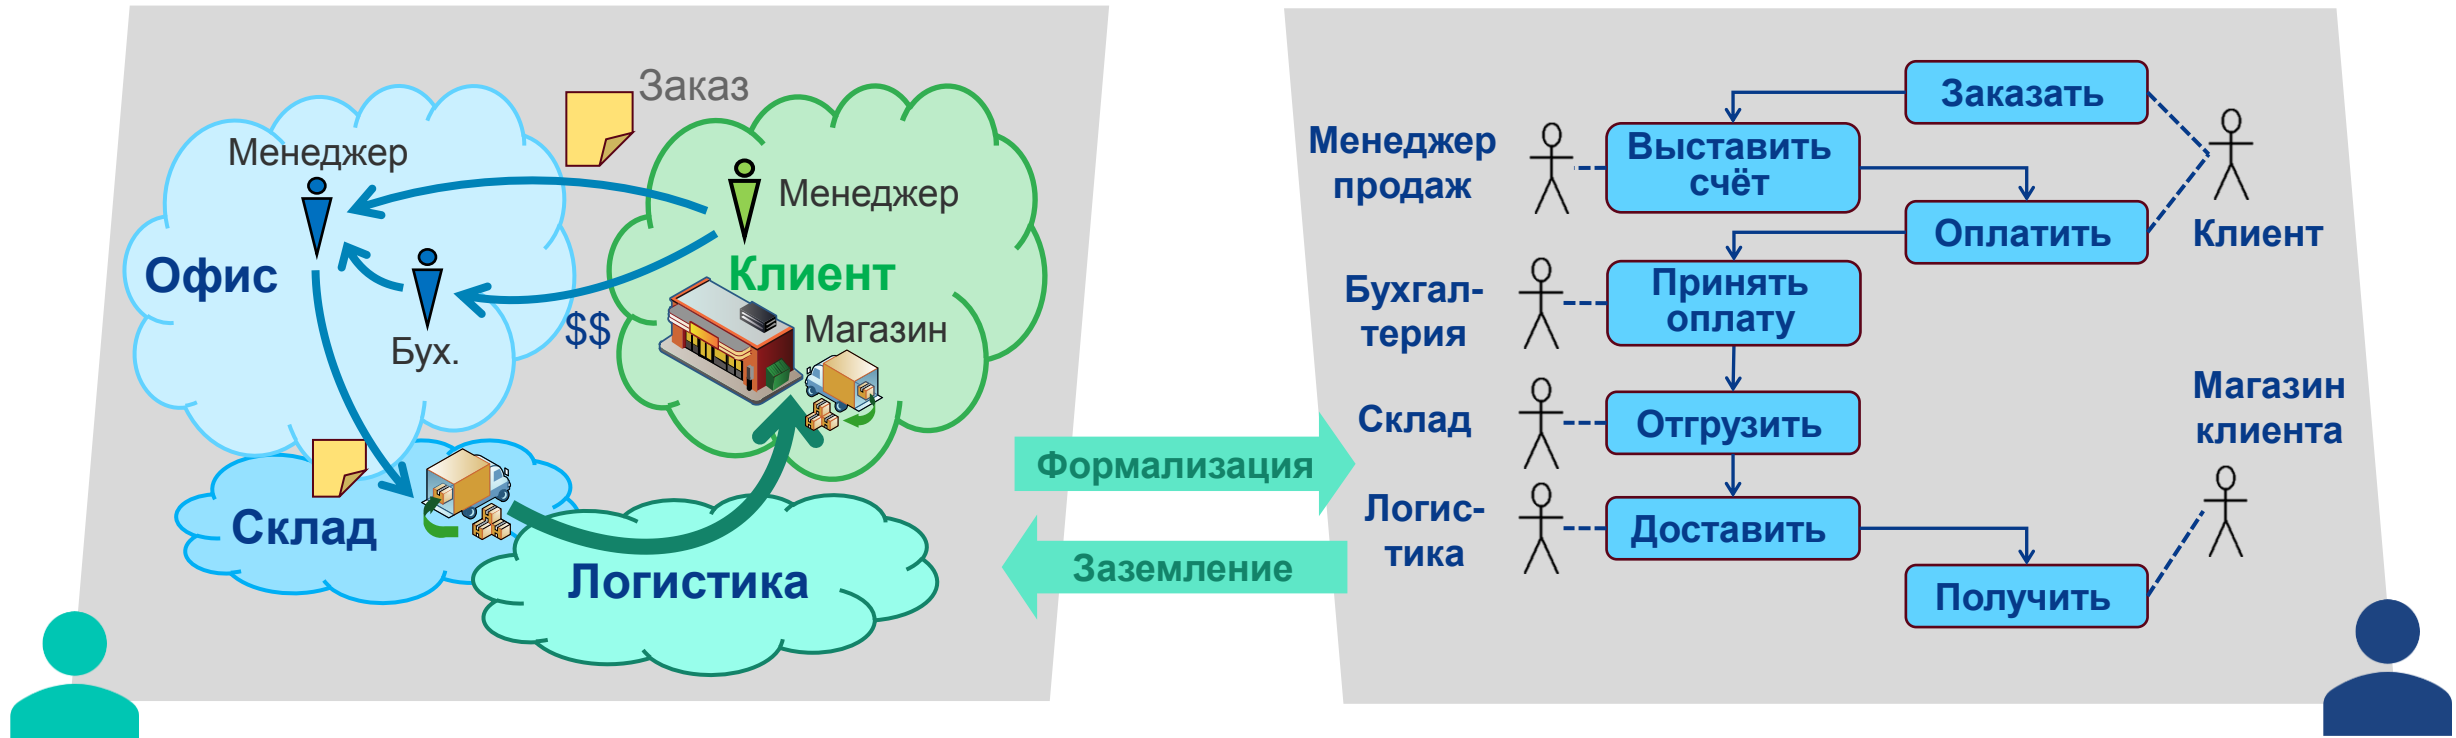 Заказ
Менеджер
Менеджер
Офис
Клиент
$$
Магазин
Бух.
Склад
Логистика
Формализация
Заземление
Заказать
Менеджер
продаж
Выставить
счёт
Оплатить
Клиент
Бухгал-
терия
Принять
оплату
Магазин
клиента
Склад
Отгрузить
Логис-
тика
Доставить
Получить